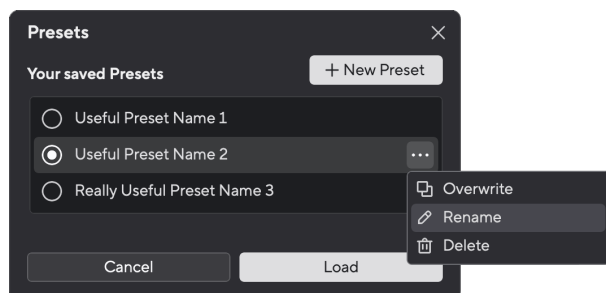 Presets
Your saved Presets
+ New Preset
Useful Preset Name 1
Useful Preset Name 2
Really Useful Preset Name 3
Overwrite
Rename
Delete
Cancel
Load